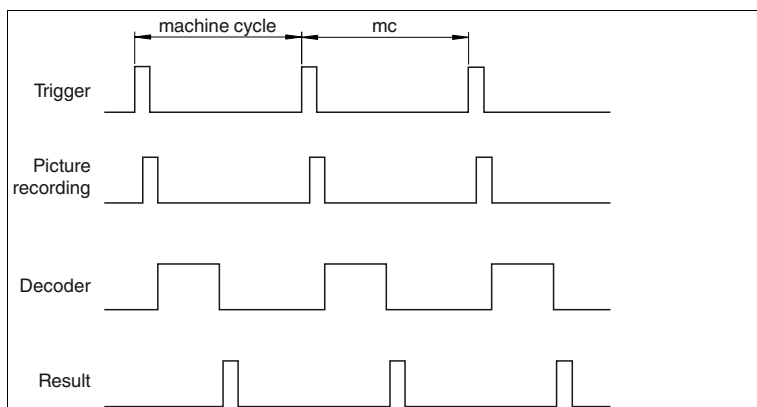 machine cycle
mc
Trigger
Picture
recording
Decoder
Result